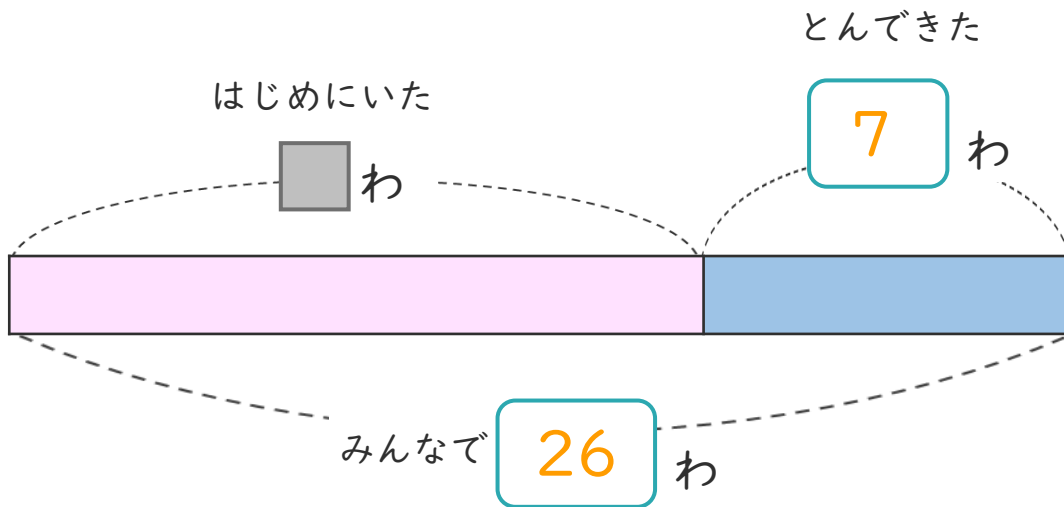 とんできた
7 わ
はじめにいた
わ
みんなで 26 わ